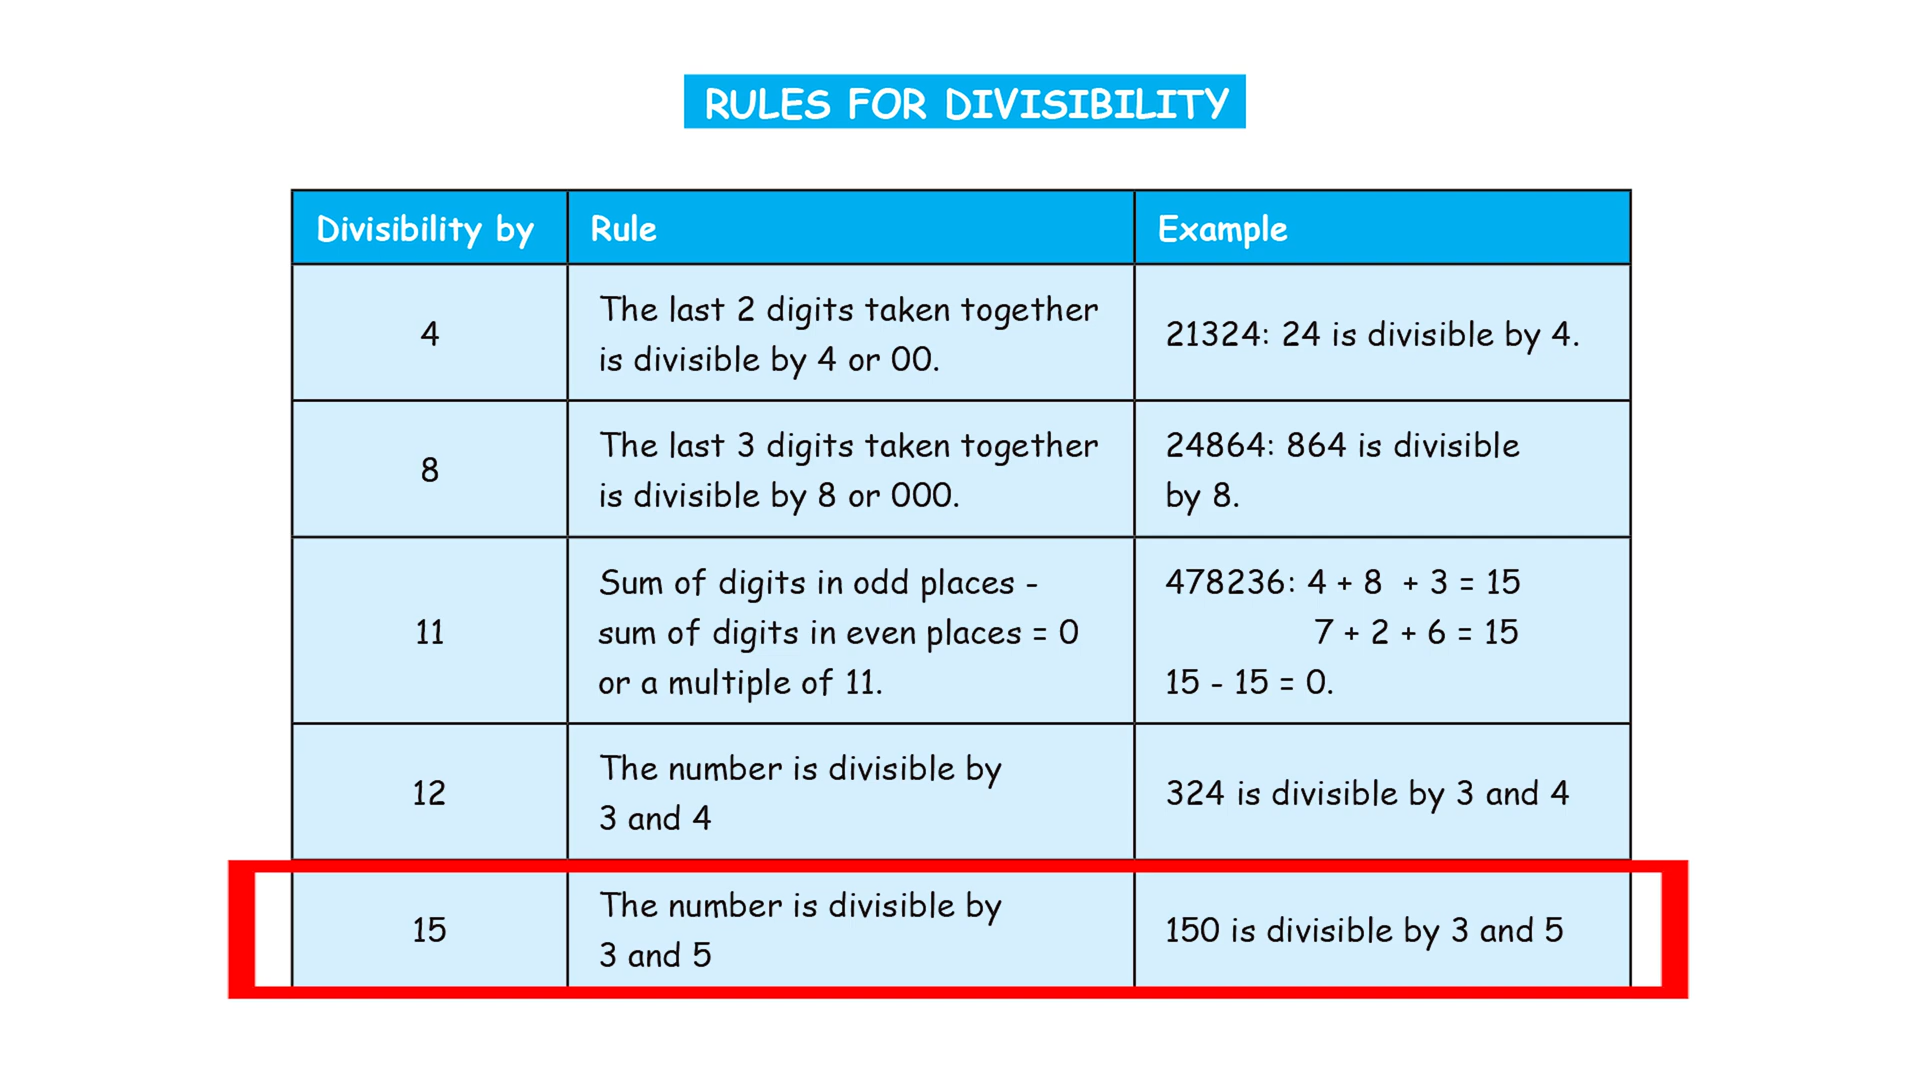 RULES FOR DIVISIBILITY
Divisibility by
Rule
Example
4
The last 2 digits taken together
is divisible by 4 or 00.
21324: 24 is divisible by 4.
8
The last 3 digits taken together
is divisible by 8 or 000.
24864: 864 is divisible
by 8.
11
Sum of digits in odd places -
sum of digits in even places = 0
or a multiple of 11.
478236: 4 + 8 + 3 = 15
7 + 2 + 6 = 15
15 - 15 = 0.
12
The number is divisible by
3 and 4
324 is divisible by 3 and 4
15
The number is divisible by
3 and 5
150 is divisible by 3 and 5